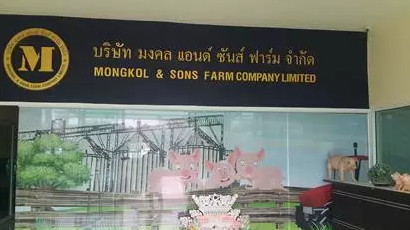 บริษัท มงคล แอนด์ ซันส์ ฟาร์ม จำกัด
MONGKOL & SONS FARM COMPANY LIMITED
M